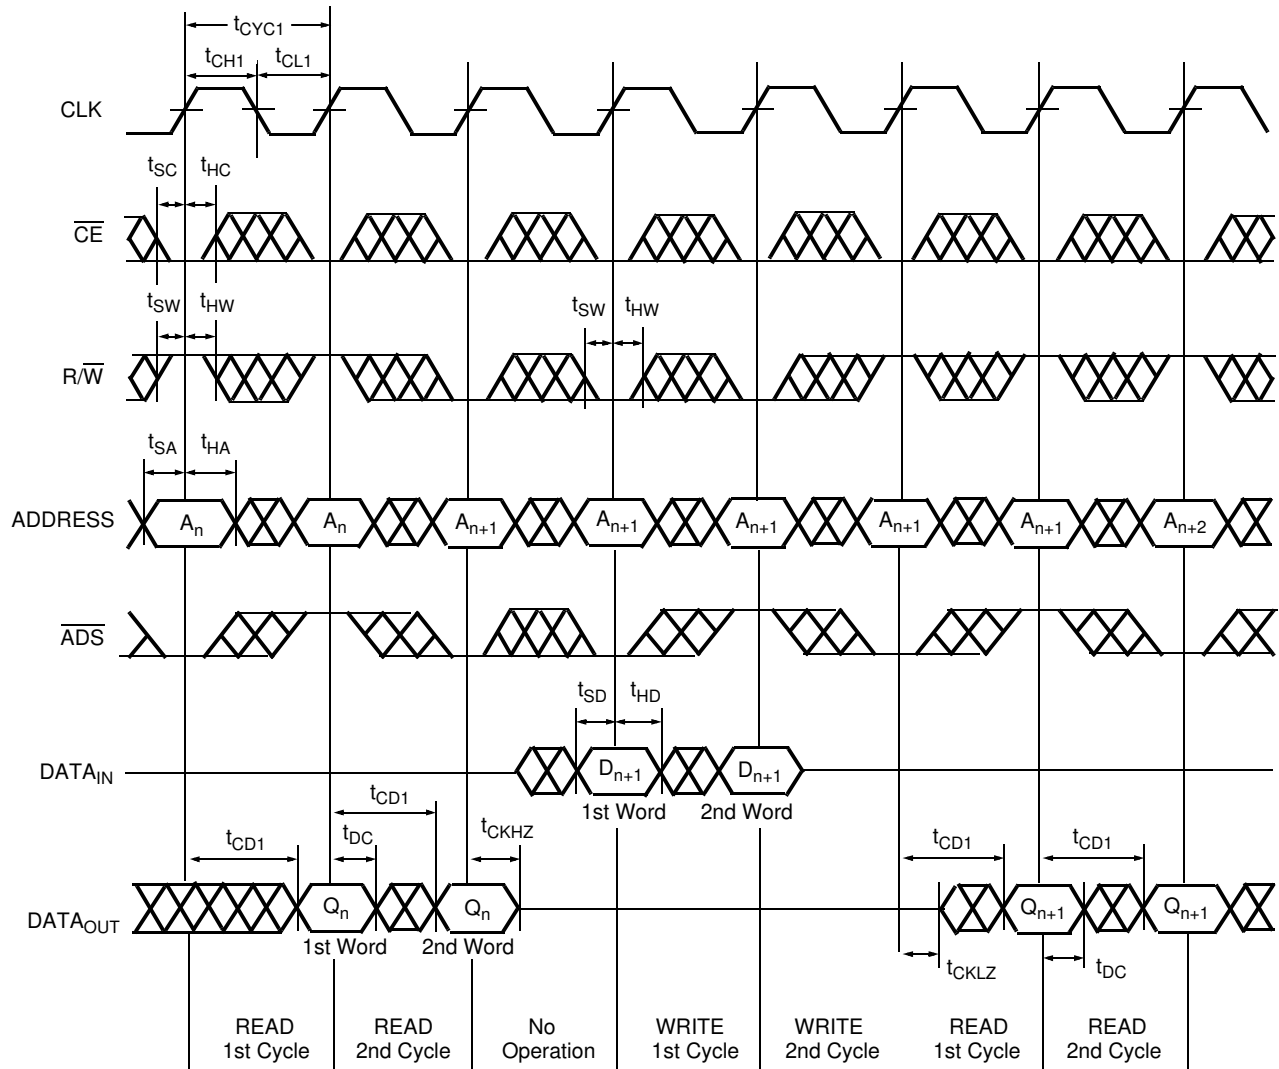 tCYC1
tCH1 tCL1
CLK
tSC tHC
CE
tSW tHW tSW tHW
R/W
tSA tHA
ADDRESS An An An+1 An+1 An+1 An+1 An+1 An+2
ADS
tSD tHD
DATAIN Dn+1 Dn+1
1st Word 2nd Word
tCD1
tCD1 tDC tCKHZ tCD1 tCD1
DATAOUT Qn Qn Qn+1 Qn+1
1st Word 2nd Word
tCKLZ tDC
READ READ No WRITE WRITE READ READ
1st Cycle 2nd Cycle Operation 1st Cycle 2nd Cycle 1st Cycle 2nd Cycle